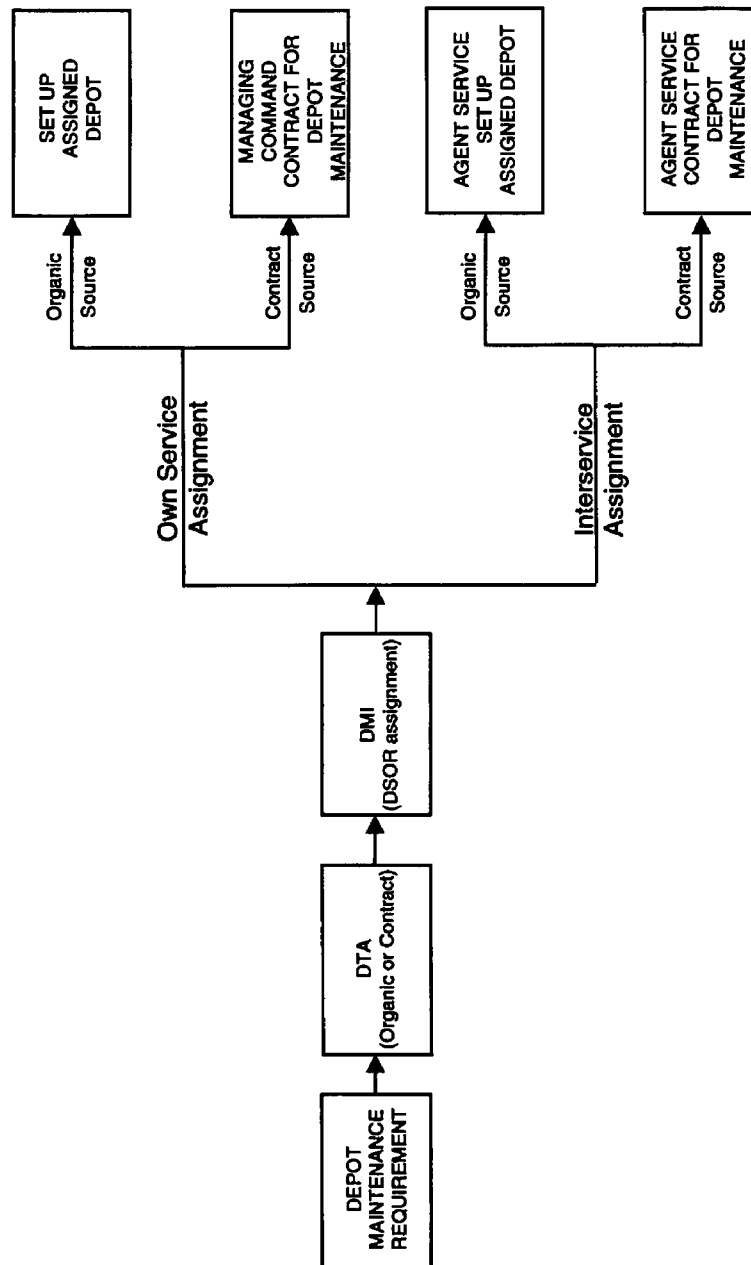 DEPOT
MAINTENANCE
REQUIREMENT
DTA
(Organic or Contract)
DMI
(DSOR assignment)
Own Service
Assignment
Interservice
Assignment
Organic
Source
Contract
Source
Organic
Source
Contract
Source
SET UP
ASSIGNED
DEPOT
MANAGING
COMMAND
CONTRACT FOR
DEPOT
MAINTENANCE
AGENT SERVICE
SET UP
ASSIGNED DEPOT
AGENT SERVICE
CONTRACT FOR
DEPOT
MAINTENANCE